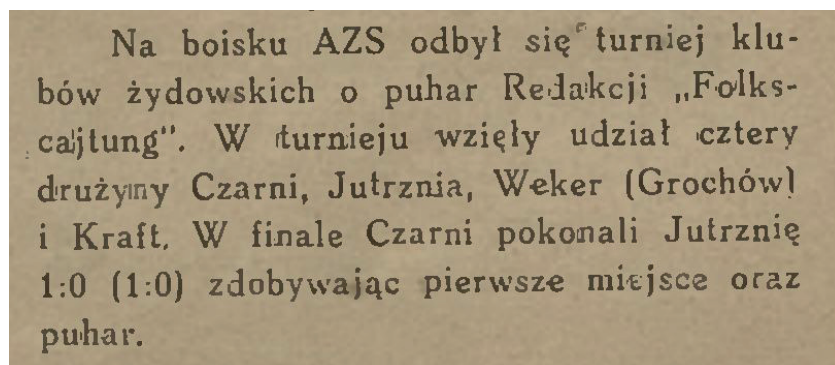 Na boisku AZS odbył się turniej klu-
bów żydowskich o puhar Redakcji „Folks-
cajtung". W turnieju wzięły udział cztery
drużyny Czarni, Jutrznia, Weker (Grochów)
i Kraft. W finale Czarni pokonali Jutrznię
1:0 (1:0) zdobywając pierwsze miejsce oraz
puhar.